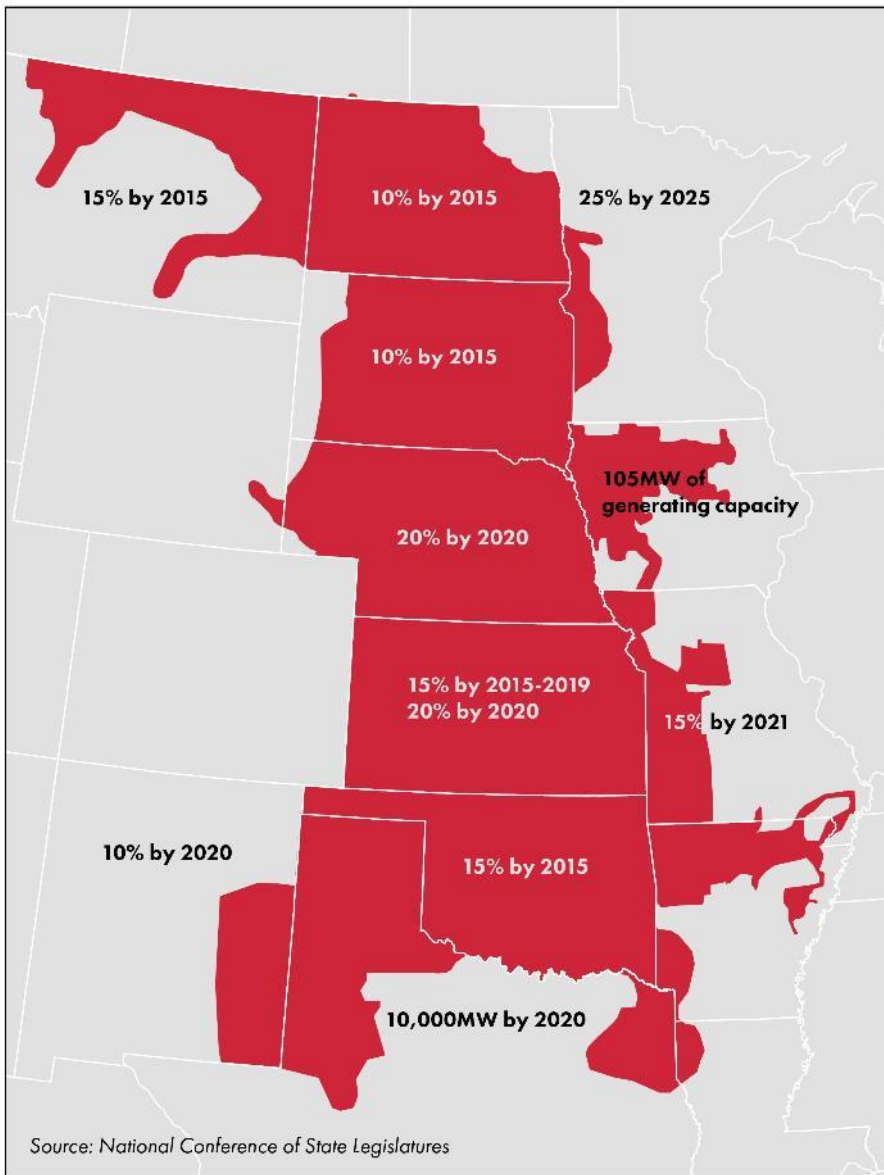 15% by 2015
10% by 2015
25% by 2025
10% by 2015
105MW of
generating capacity
20% by 2020
15% by 2015-2019
20% by 2020
15% by 2021
10% by 2020
15% by 2015
10,000MW by 2020
Source: National Conference of State Legislatures